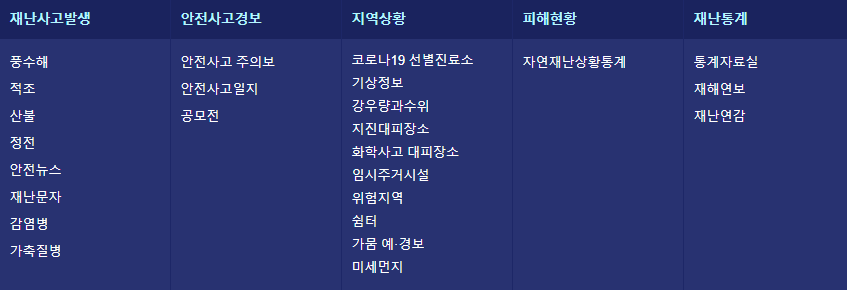 재난사고발생
풍수해
적조
산불
정전
안전뉴스
재난문자
감염병
가축질병
안전사고경보
안전사고 주의보
안전사고일지
공모전
지역상황
코로나19 선별진료소
기상정보
강우량과수위
지진대피장소
화학사고 대피장소
임시주거시설
위험지역
쉼터
가뭄 예·경보
미세먼지
피해현황
자연재난상황통계
재난통계
통계자료실
재해연보
재난연감